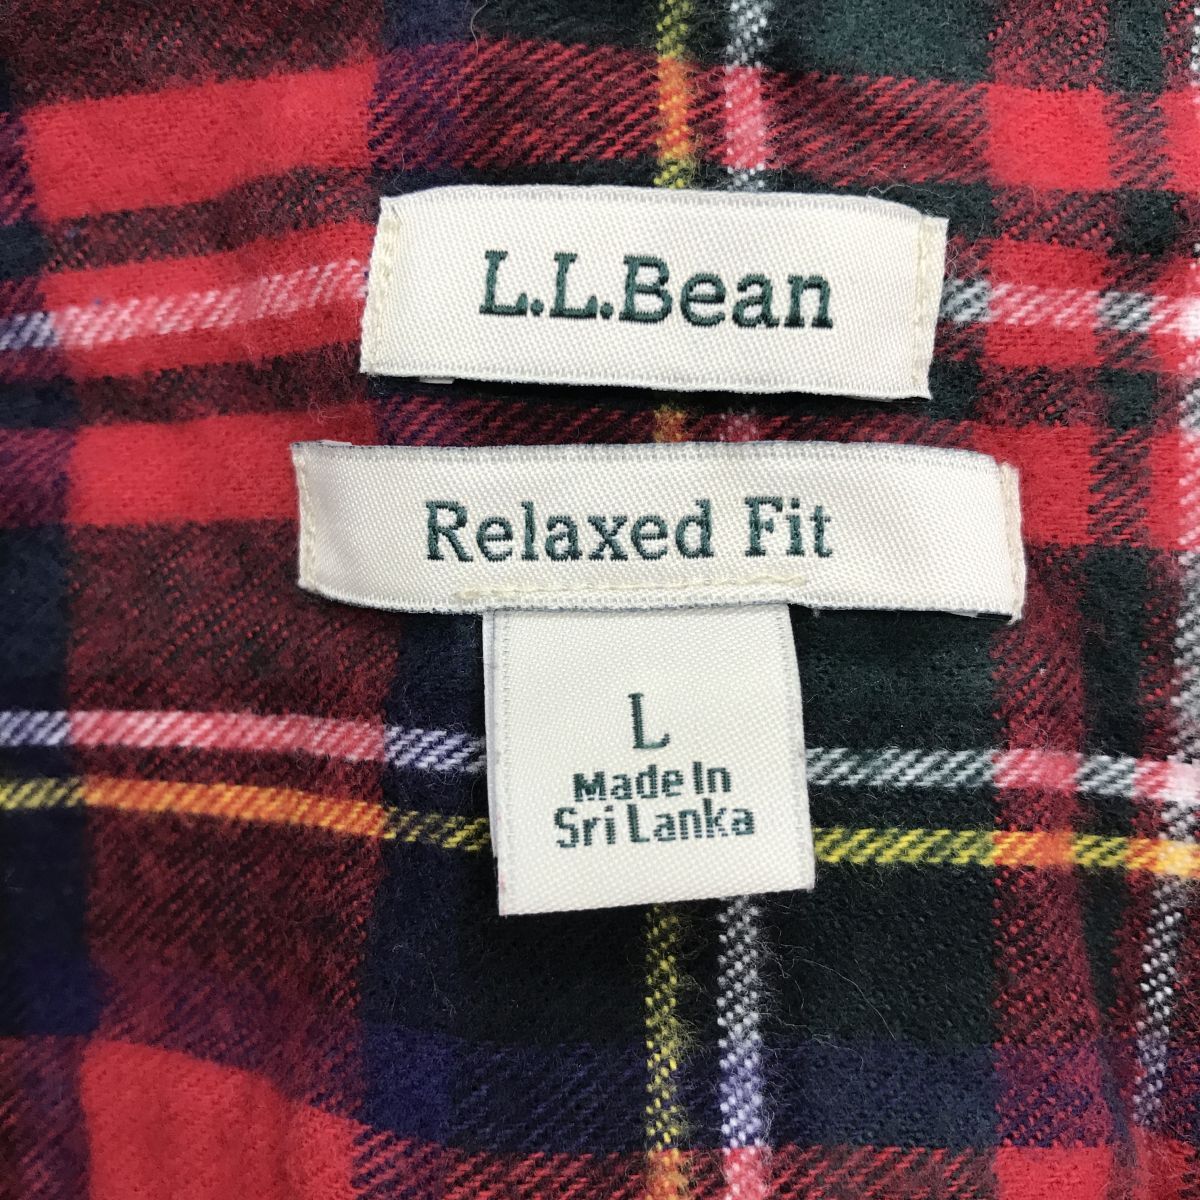 L.L.Bean
Relaxed Fit
L
Made In
Sri Lanka